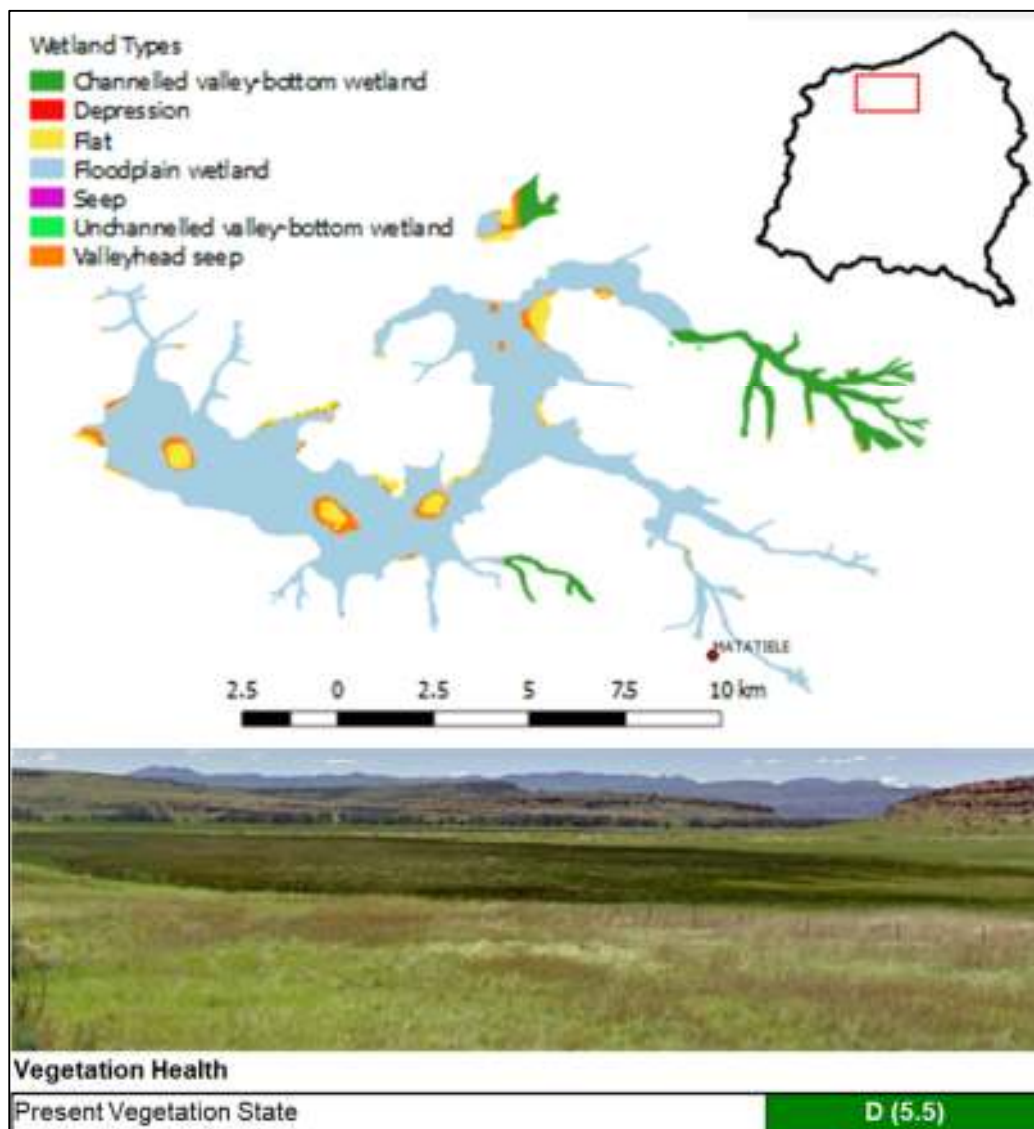 Wetland Types
Channelled valley-bottom wetland
Depression
Flat
Floodplain wetland
Seep
Unchannelled valley-bottom wetland
Valleyhead seep
MATATIELE
2.5 0 2.5 5 7.5 10 km
Vegetation Health
Present Vegetation State D (5.5)